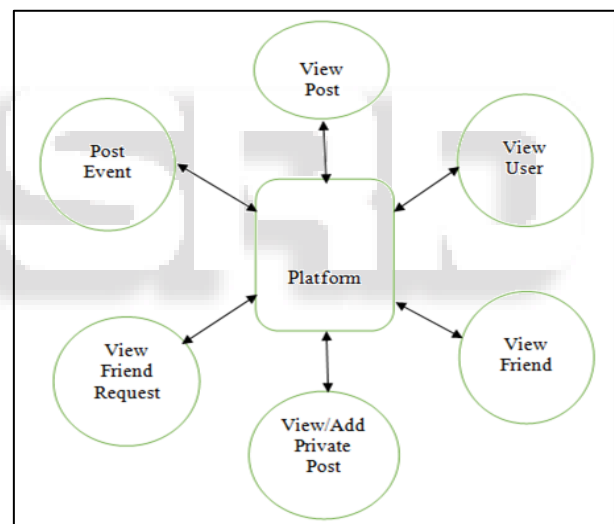 View
Post
Post
Event
View
User
Platform
View
Friend
Request
View
Friend
View/Add
Private
Post